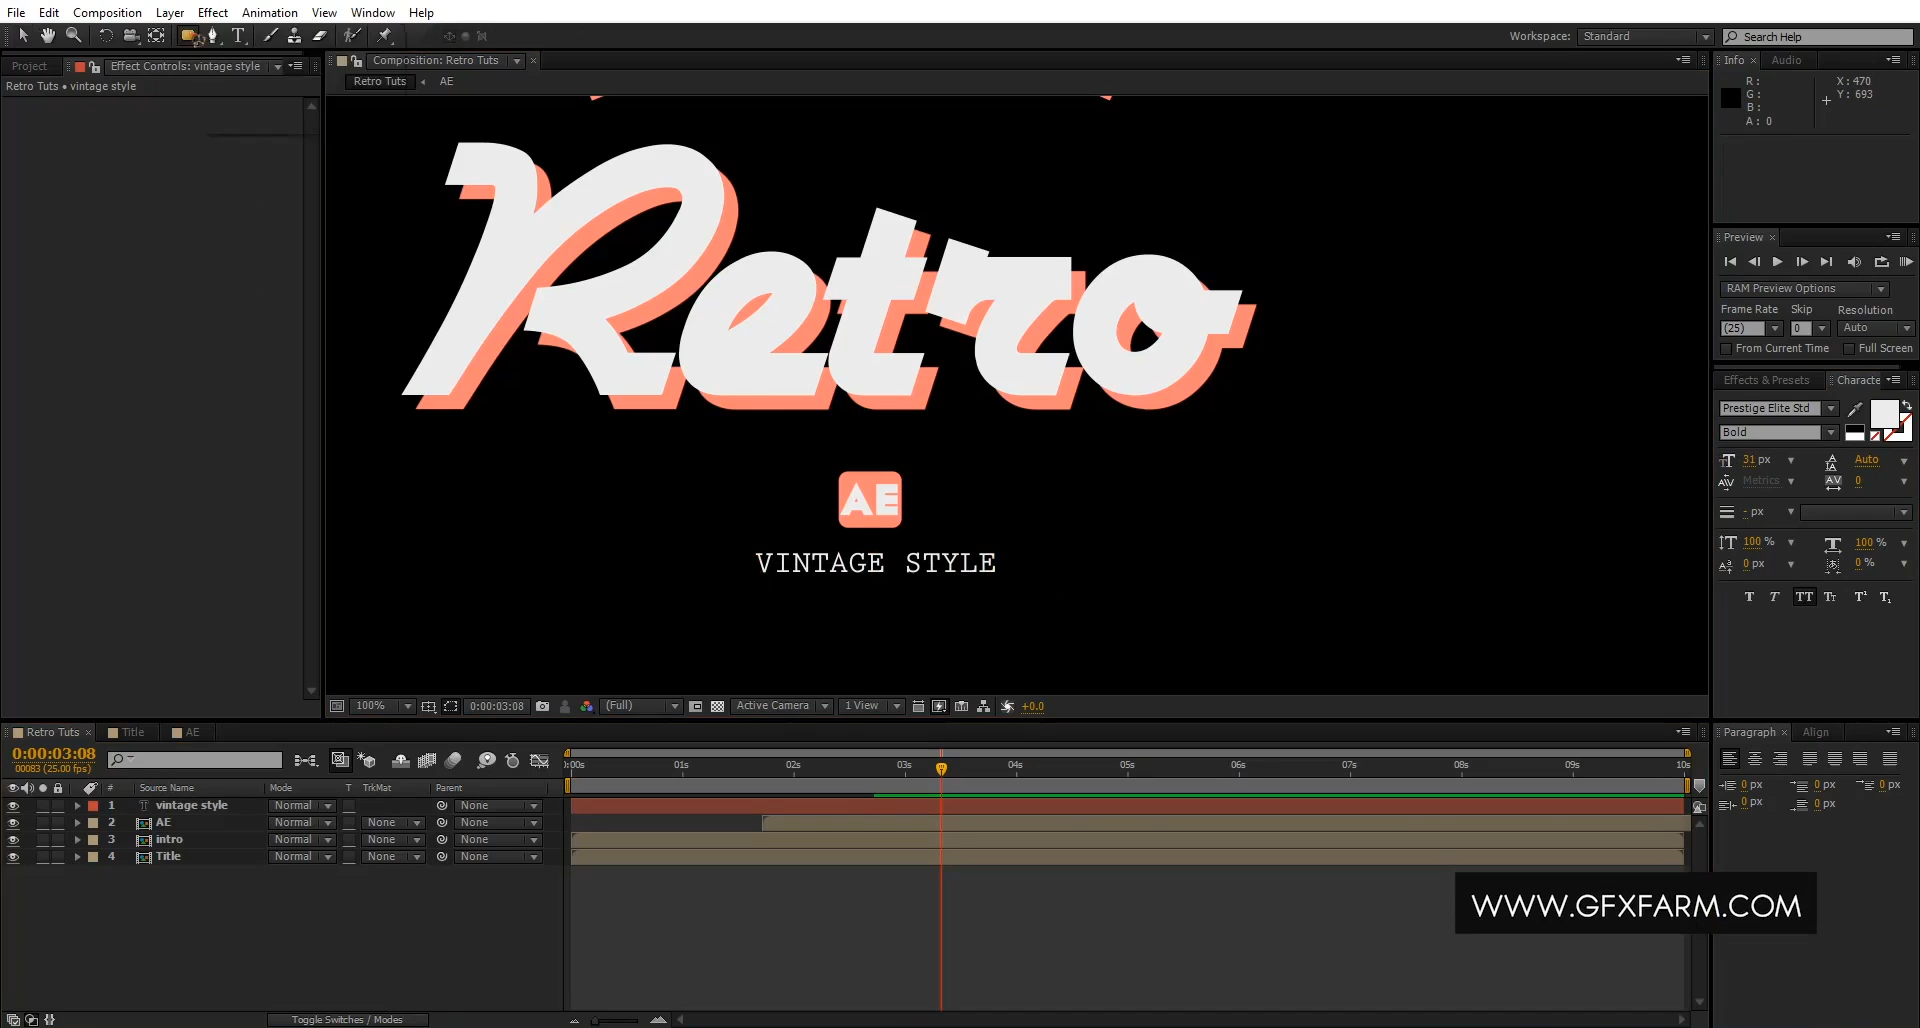 File Edit Composition Layer Effect Animation View Window Help
Workspace: Standard Search Help
Project Effect Controls: vintage style
Retro Tuts • vintage style
Composition: Retro Tuts
Retro Tuts AE
Retro
AE
VINTAGE STYLE
100% 0:00:03:08 (Full) Active Camera 1 View +0.0
Info Audio
R : X : 470
G : Y : 693
B :
A : 0
Preview
RAM Preview Options
Frame Rate Skip Resolution
(25) 0 Auto
From Current Time Full Screen
Effects & Presets Characte
Prestige Elite Std
Bold
31 px Auto
Metrics 0
- px
100 % 100 %
0 px 0 %
T T TT Tt T¹ T₁
Retro Tuts Title AE
0:00:03:08
00083 (25.00 fps)
# Source Name Mode T TrkMat Parent
1 vintage style Normal None
2 AE Normal None None
3 intro Normal None None
4 Title Normal None None
):00s 01s 02s 03s 04s 05s 06s 07s 08s 09s 10s
Toggle Switches / Modes
Paragraph Align
0 px 0 px 0 px
0 px 0 px
WWW.GFXFARM.COM